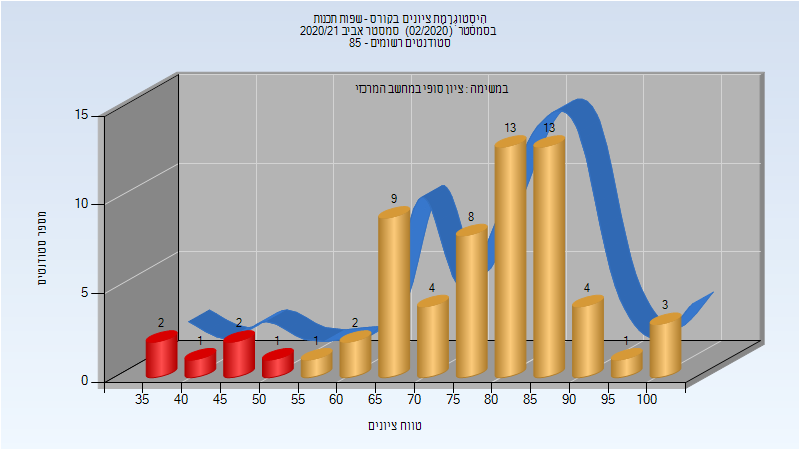 היסטוגרמת ציונים בקורס - שפות תכנות
בסמסטר (02/2020) סמסטר אביב 2020/21
סטודנטים רשומים - 85
במשימה : ציון סופי במחשב המרכזי
מספר סטודנטים
15
10
5
0
2
1
2
1
1
2
9
4
8
13
13
4
1
3
35 40 45 50 55 60 65 70 75 80 85 90 95 100
טווח ציונים